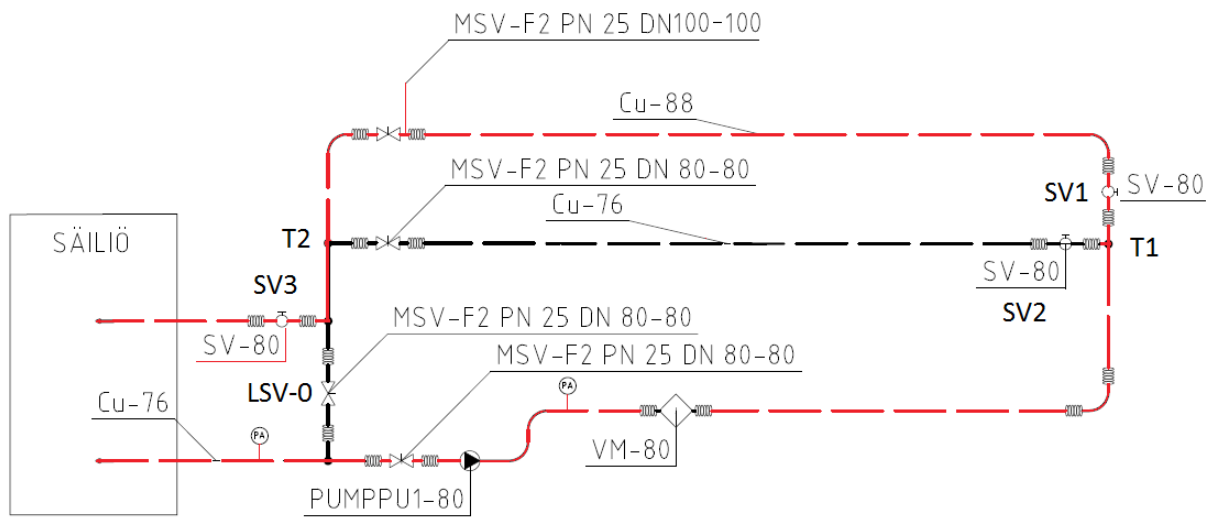 MSV-F2 PN 25 DN100-100
Cu-88
MSV-F2 PN 25 DN 80-80
SV1
SV-80
Cu-76
SÄILIÖ
T2
T1
SV-80
SV3
SV2
MSV-F2 PN 25 DN 80-80
SV-80
MSV-F2 PN 25 DN 80-80
LSV-0
PA
Cu-76
PA
VM-80
PUMPPU1-80